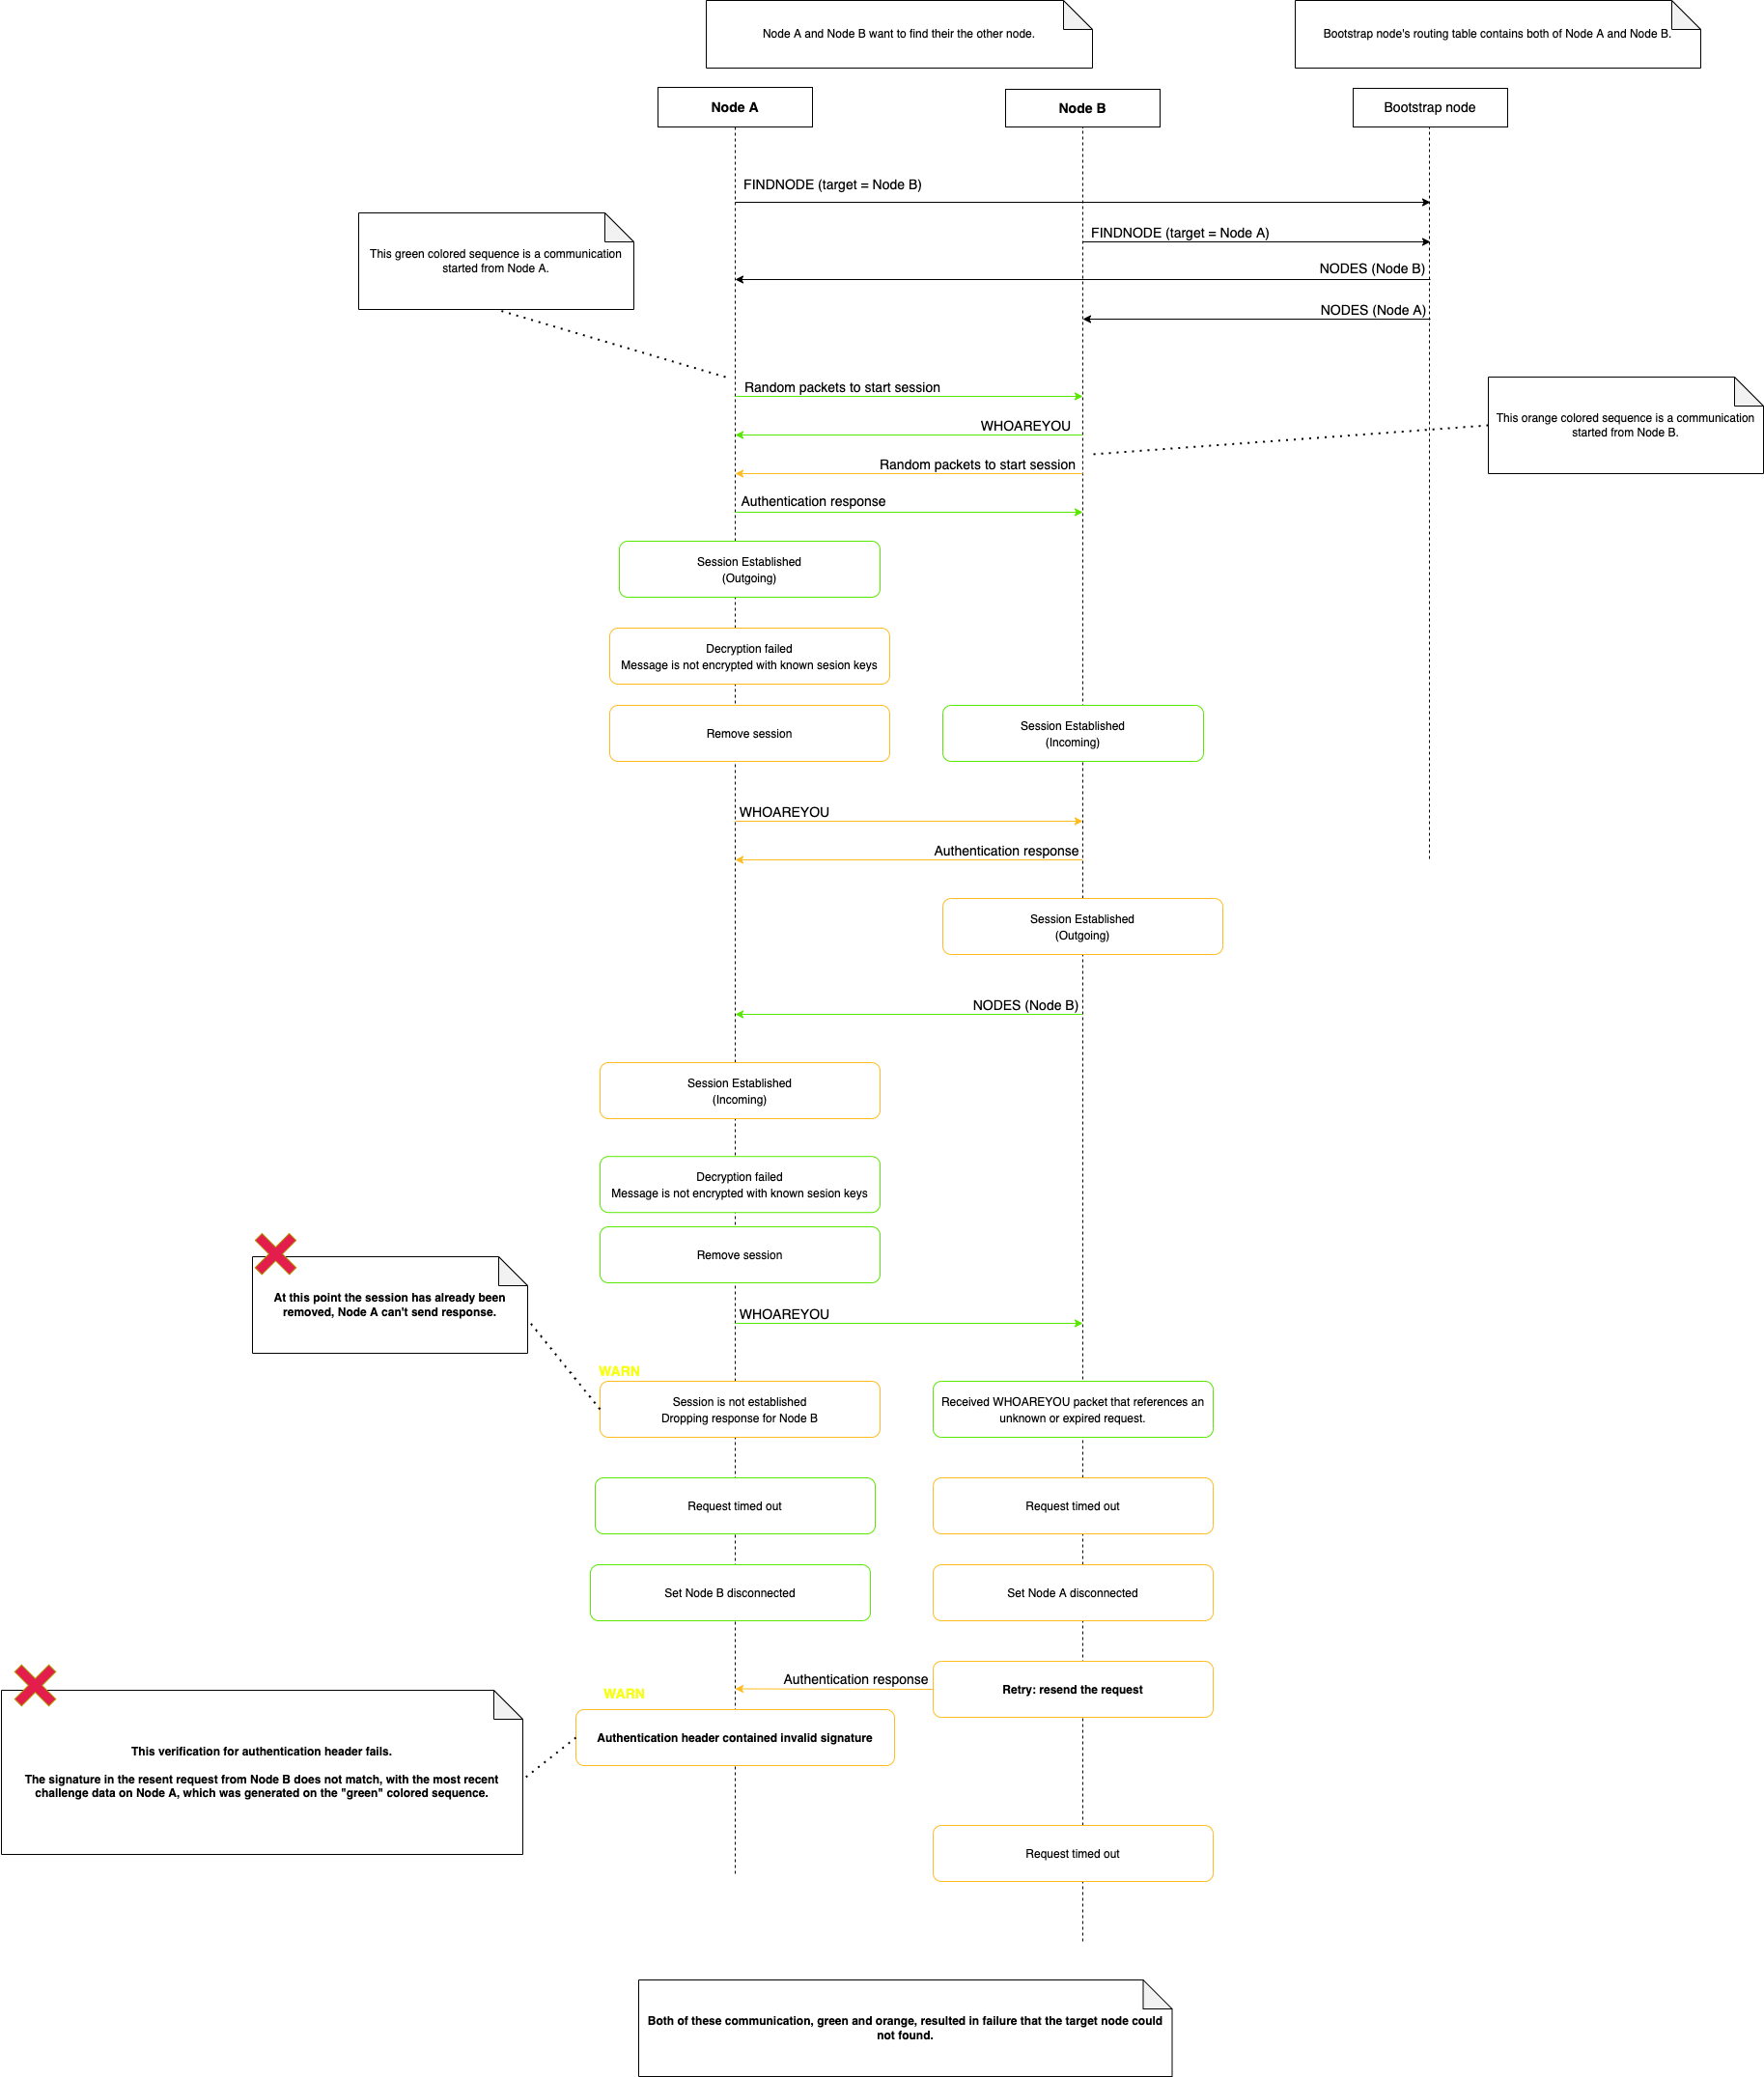 Node A and Node B want to find their the other node.
Bootstrap node's routing table contains both of Node A and Node B.
Node A
Node B
Bootstrap node
FINDNODE (target = Node B)
FINDNODE (target = Node A)
This green colored sequence is a communication
started from Node A.
NODES (Node B)
NODES (Node A)
Random packets to start session
This orange colored sequence is a communication
started from Node B.
WHOAREYOU
Random packets to start session
Authentication response
Session Established
(Outgoing)
Decryption failed
Message is not encrypted with known sesion keys
Remove session
Session Established
(Incoming)
WHOAREYOU
Authentication response
Session Established
(Outgoing)
NODES (Node B)
Session Established
(Incoming)
Decryption failed
Message is not encrypted with known sesion keys
Remove session
At this point the session has already been
removed, Node A can't send response.
WHOAREYOU
WARN
Session is not established
Dropping response for Node B
Received WHOAREYOU packet that references an
unknown or expired request.
Request timed out
Request timed out
Set Node B disconnected
Set Node A disconnected
Authentication response
Retry: resend the request
WARN
Authentication header contained invalid signature
This verification for authentication header fails.
The signature in the resent request from Node B does not match, with the most recent
challenge data on Node A, which was generated on the "green" colored sequence.
Request timed out
Both of these communication, green and orange, resulted in failure that the target node could
not found.